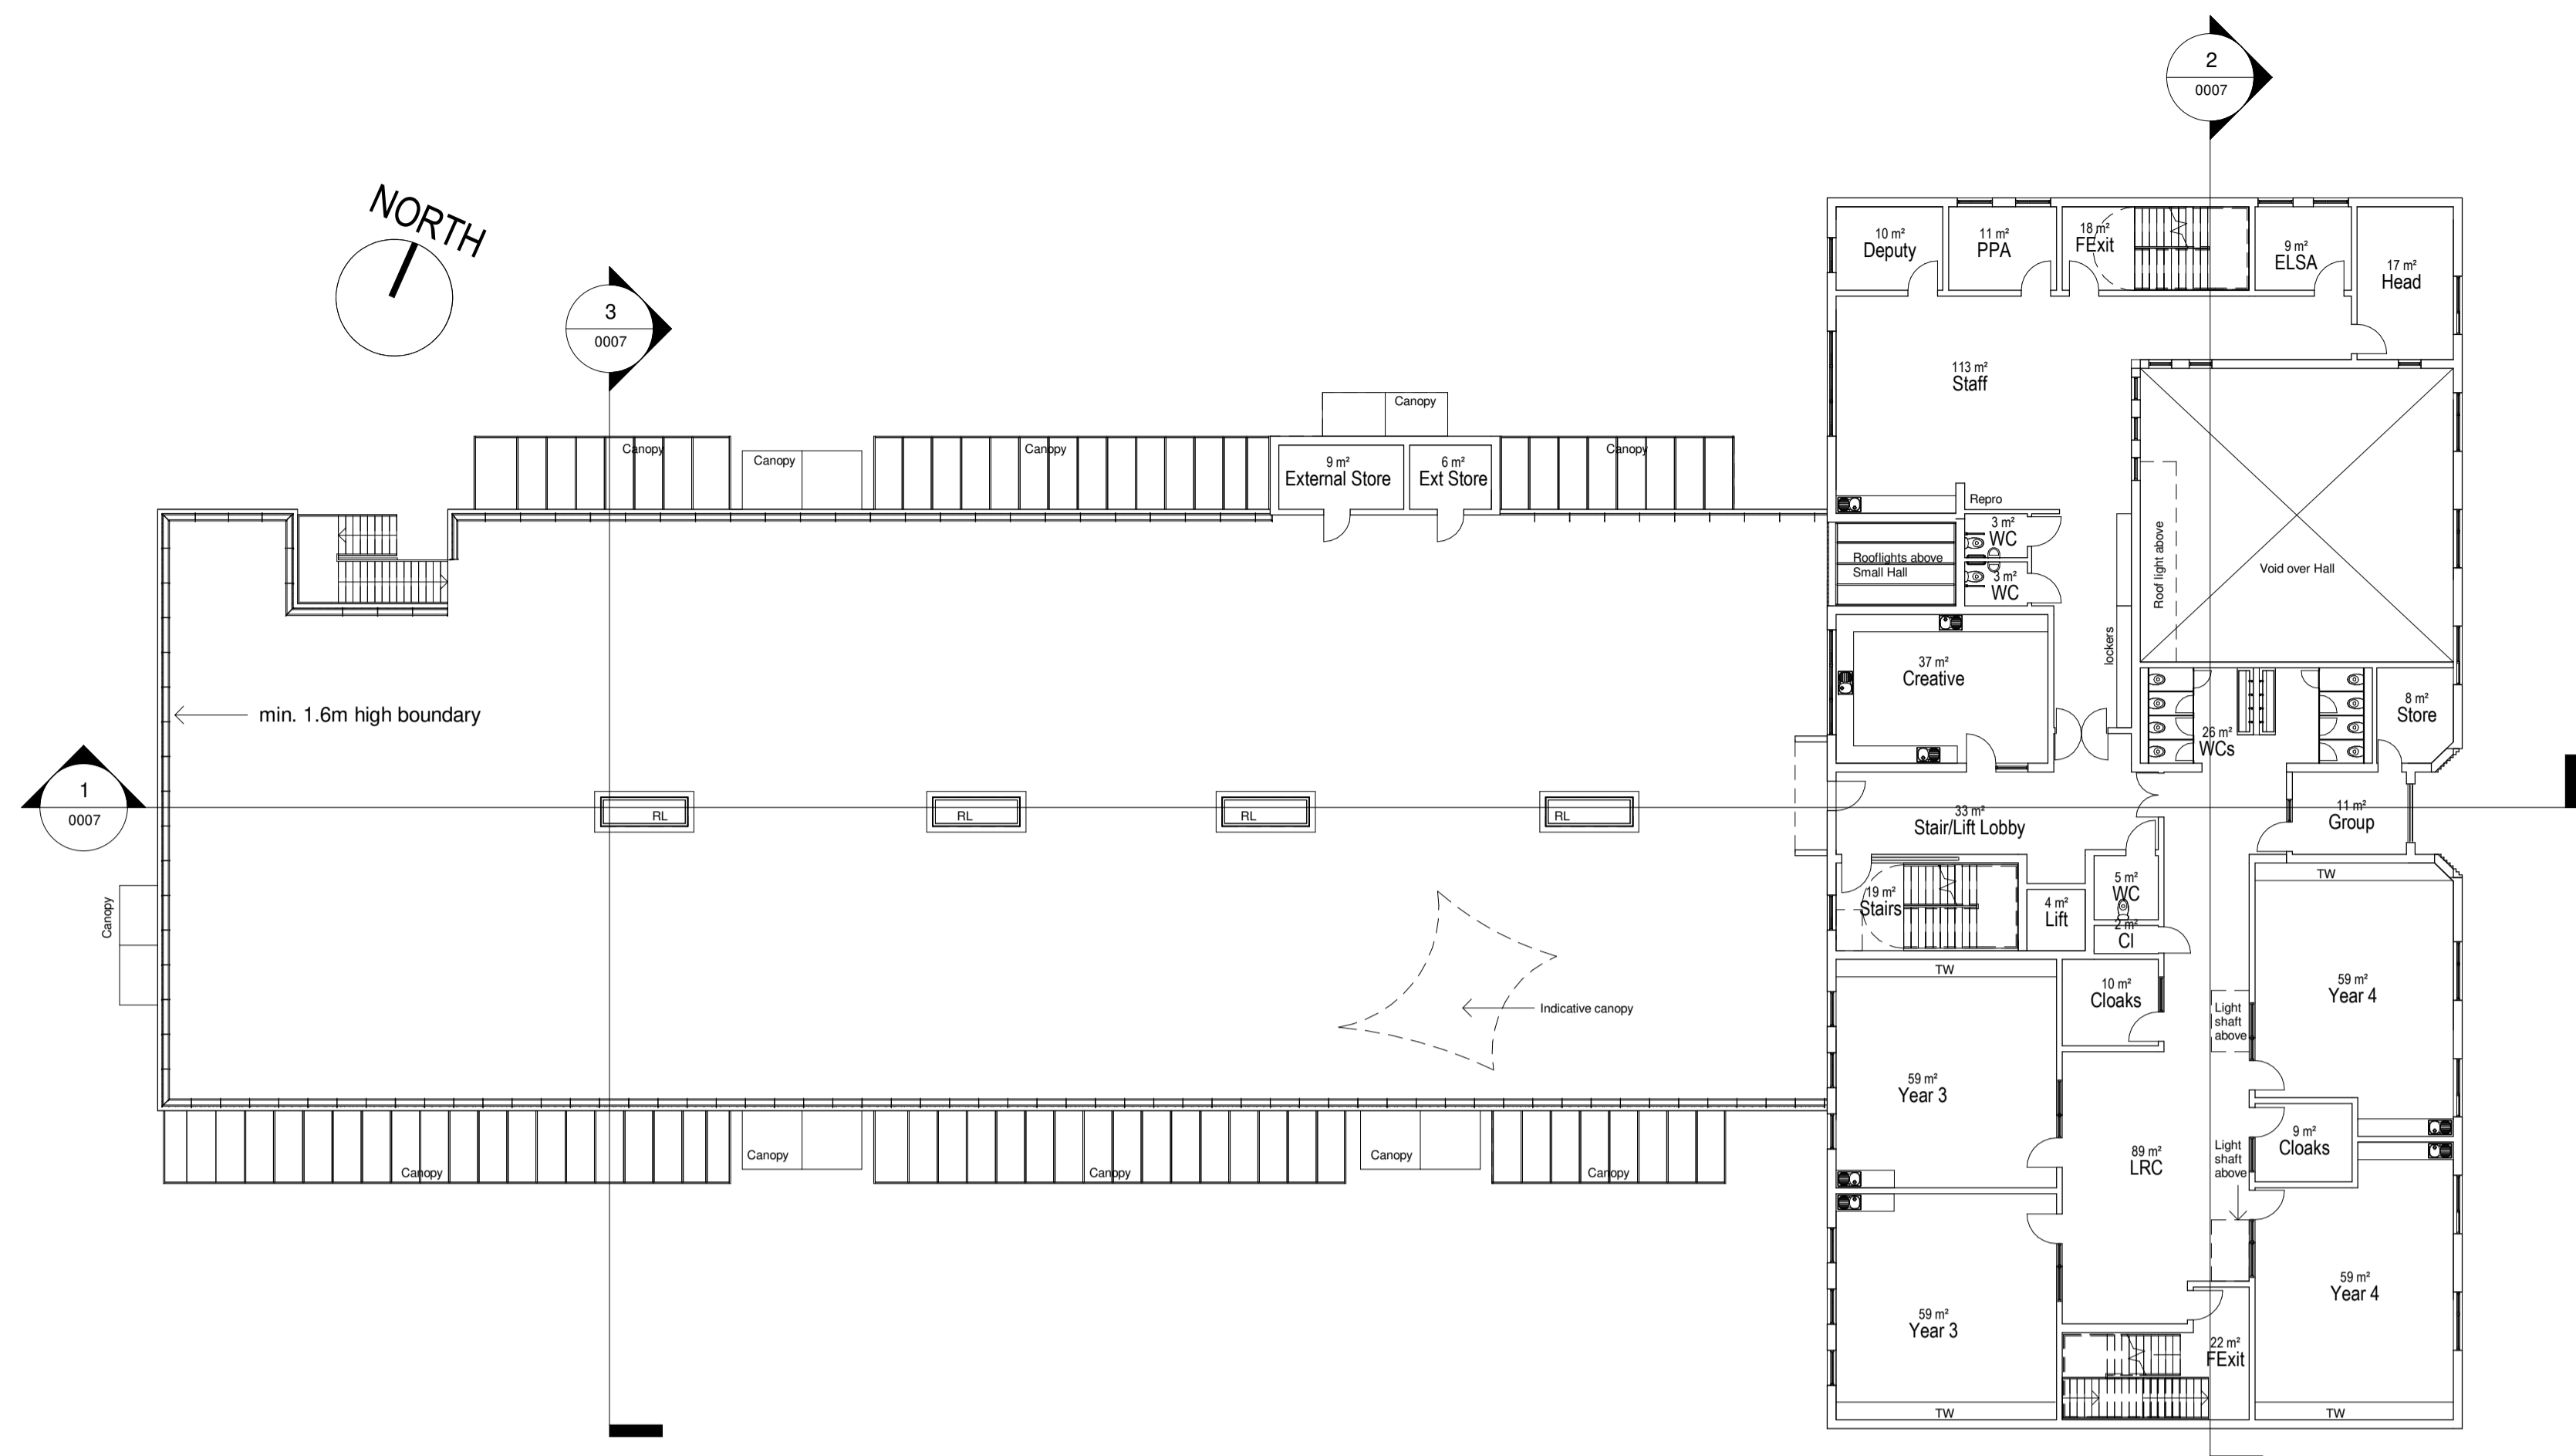 2
0007
NORTH
3
0007
10 m²
Deputy
11 m²
PPA
18 m²
FExit
9 m²
ELSA
17 m²
Head
113 m²
Staff
Canopy
Canopy
Canopy
Canopy
Canopy
9 m²
External Store
6 m²
Ext Store
Repro
3 m²
WC
3 m²
WC
Rooflights above
Small Hall
Roof light above
Void over Hall
lockers
37 m²
Creative
min. 1.6m high boundary
8 m²
Store
26 m²
WCs
1
0007
RL
RL
RL
RL
33 m²
Stair/Lift Lobby
11 m²
Group
TW
5 m²
WC
19 m²
Stairs
4 m²
Lift
2 m²
Cl
Canopy
TW
10 m²
Cloaks
59 m²
Year 4
Indicative canopy
Light
shaft
above
59 m²
Year 3
9 m²
Cloaks
89 m²
LRC
Light
shaft
above
Canopy
Canopy
Canopy
Canopy
Canopy
59 m²
Year 4
59 m²
Year 3
22 m²
FExit
TW
TW